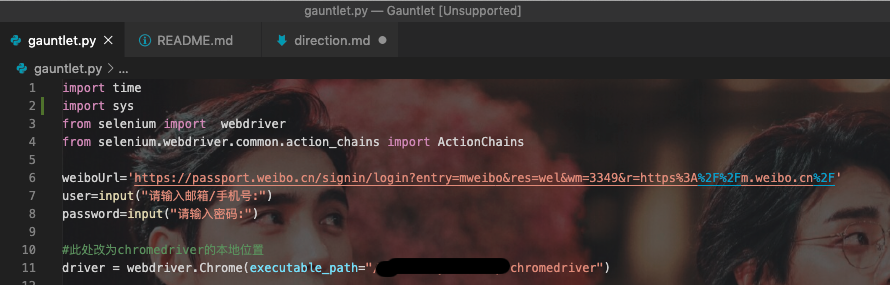 gauntlet.py — Gauntlet [Unsupported]
gauntlet.py
README.md
direction.md
gauntlet.py > ...
1 import time
2 import sys
3 from selenium import  webdriver
4 from selenium.webdriver.common.action_chains import ActionChains
5
6 weiboUrl='https://passport.weibo.cn/signin/login?entry=mweibo&res=wel&wm=3349&r=https%3A%2F%2Fm.weibo.cn%2F'
7 user=input("请输入邮箱/手机号:")
8 password=input("请输入密码:")
9
10 #此处改为chromedriver的本地位置
11 driver = webdriver.Chrome(executable_path="/ chromedriver")